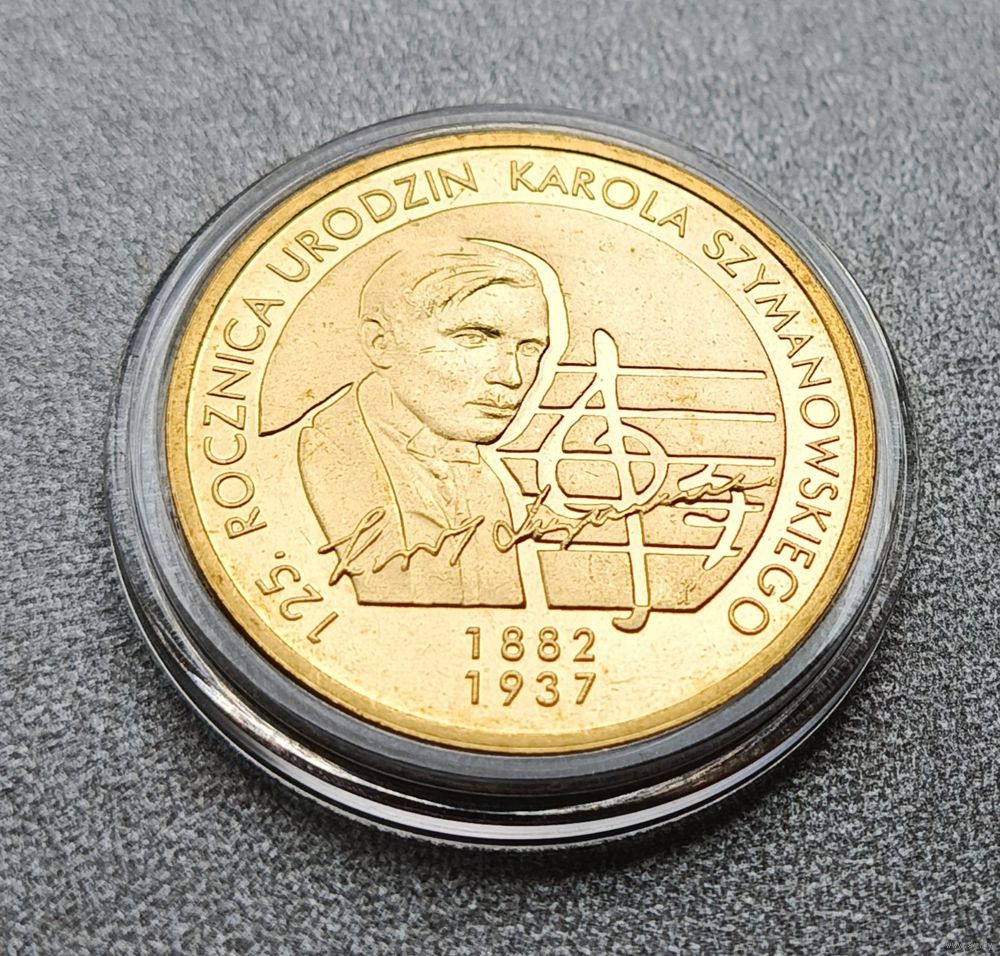 125. ROCZNICA URODZIN KAROLA SZYMANOWSKIEGO
1882
1937